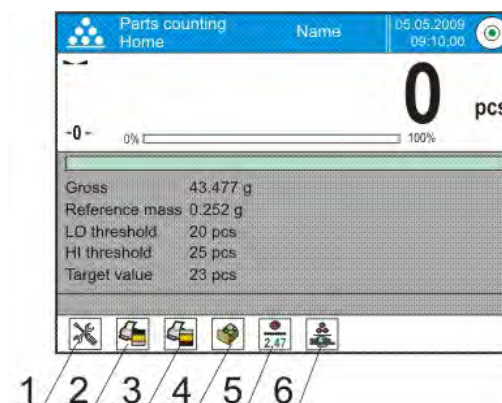 Parts counting Name 05.05.2009
Home 09:10,00
0 pcs
-0- 0% 100%
Gross 43.477 g
Reference mass 0.252 g
LO threshold 20 pcs
HI threshold 25 pcs
Target value 23 pcs
2,47
1 2 3 4 5 6